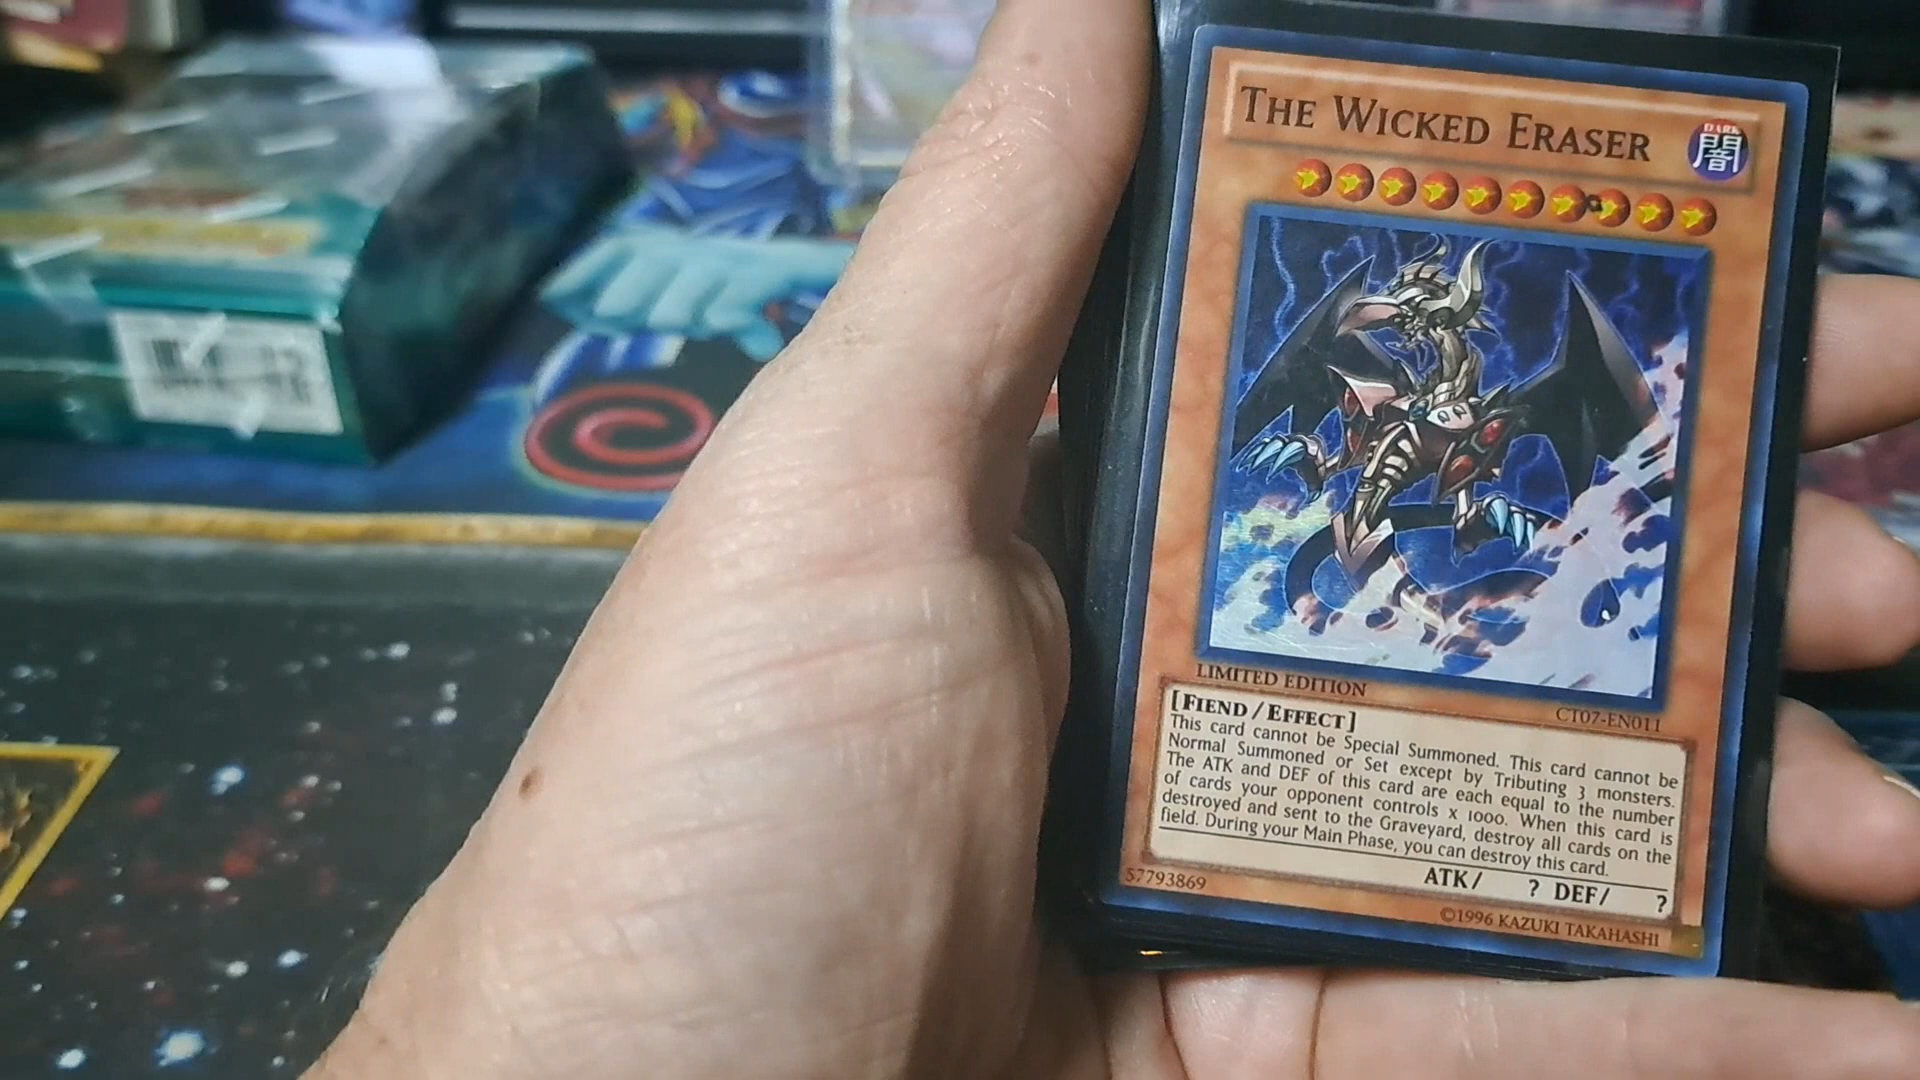 THE WICKED ERASER
DARK
闇
LIMITED EDITION
CT07-EN011
[FIEND/EFFECT]
This card cannot be Special Summoned. This card cannot be
Normal Summoned or Set except by Tributing 3 monsters.
The ATK and DEF of this card are each equal to the number
of cards your opponent controls x 1000. When this card is
destroyed and sent to the Graveyard, destroy all cards on the
field. During your Main Phase, you can destroy this card.
ATK/ ? DEF/ ?
57793869
©1996 KAZUKI TAKAHASHI